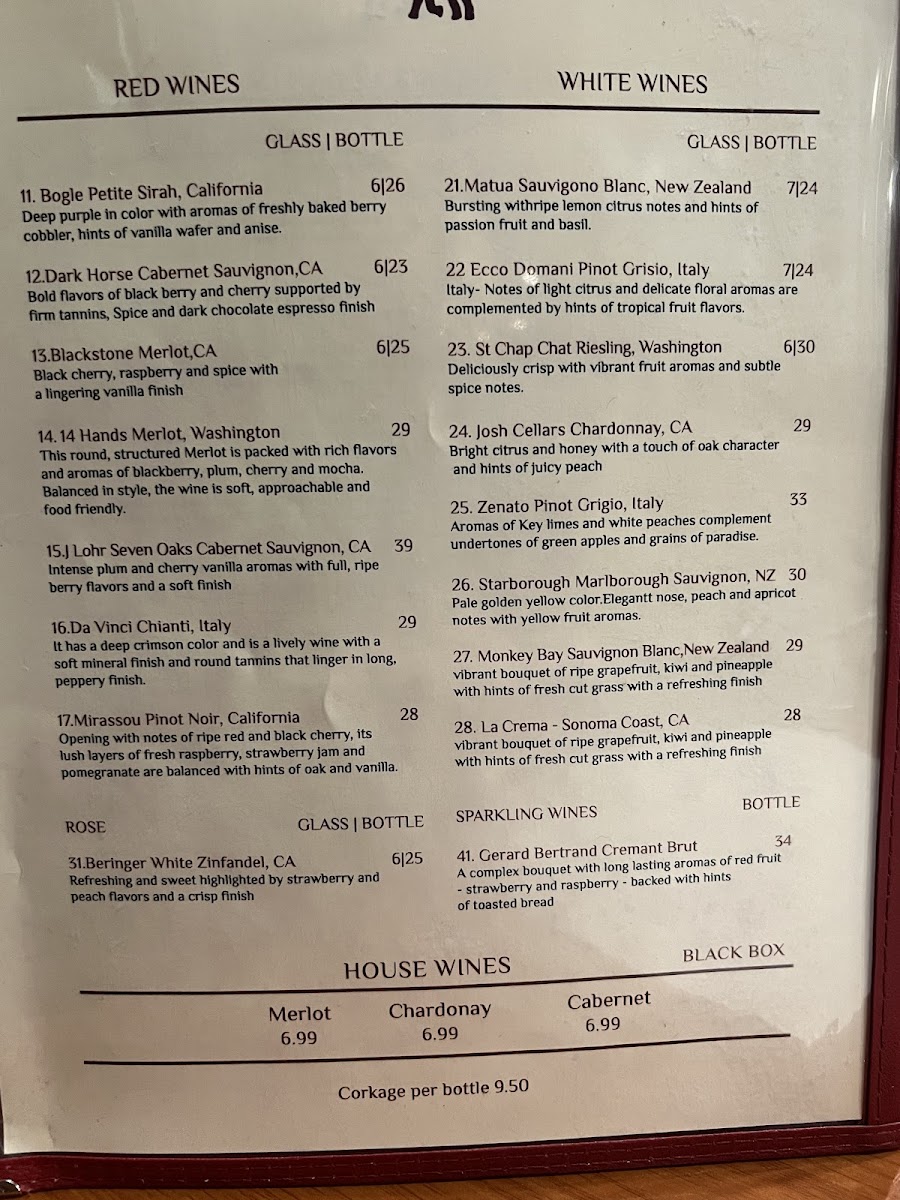 RED WINES
GLASS | BOTTLE
11. Bogle Petite Sirah, California 6|26
Deep purple in color with aromas of freshly baked berry
cobbler, hints of vanilla wafer and anise.
12.Dark Horse Cabernet Sauvignon,CA 6|23
Bold flavors of black berry and cherry supported by
firm tannins, Spice and dark chocolate espresso finish
13.Blackstone Merlot,CA 6|25
Black cherry, raspberry and spice with
a lingering vanilla finish
14. 14 Hands Merlot, Washington 29
This round, structured Merlot is packed with rich flavors
and aromas of blackberry, plum, cherry and mocha.
Balanced in style, the wine is soft, approachable and
food friendly.
15.J Lohr Seven Oaks Cabernet Sauvignon, CA 39
Intense plum and cherry vanilla aromas with full, ripe
berry flavors and a soft finish
16.Da Vinci Chianti, Italy 29
It has a deep crimson color and is a lively wine with a
soft mineral finish and round tannins that linger in long,
peppery finish.
17.Mirassou Pinot Noir, California 28
Opening with notes of ripe red and black cherry, its
lush layers of fresh raspberry, strawberry jam and
pomegranate are balanced with hints of oak and vanilla.
ROSE GLASS | BOTTLE
31.Beringer White Zinfandel, CA 6|25
Refreshing and sweet highlighted by strawberry and
peach flavors and a crisp finish
WHITE WINES
GLASS | BOTTLE
21.Matua Sauvigono Blanc, New Zealand 7|24
Bursting withripe lemon citrus notes and hints of
passion fruit and basil.
22 Ecco Domani Pinot Grisio, Italy 7|24
Italy- Notes of light citrus and delicate floral aromas are
complemented by hints of tropical fruit flavors.
23. St Chap Chat Riesling, Washington 6|30
Deliciously crisp with vibrant fruit aromas and subtle
spice notes.
24. Josh Cellars Chardonnay, CA 29
Bright citrus and honey with a touch of oak character
and hints of juicy peach
25. Zenato Pinot Grigio, Italy 33
Aromas of Key limes and white peaches complement
undertones of green apples and grains of paradise.
26. Starborough Marlborough Sauvignon, NZ 30
Pale golden yellow color.Elegantt nose, peach and apricot
notes with yellow fruit aromas.
27. Monkey Bay Sauvignon Blanc,New Zealand 29
vibrant bouquet of ripe grapefruit, kiwi and pineapple
with hints of fresh cut grass with a refreshing finish
28. La Crema - Sonoma Coast, CA 28
vibrant bouquet of ripe grapefruit, kiwi and pineapple
with hints of fresh cut grass with a refreshing finish
SPARKLING WINES BOTTLE
41. Gerard Bertrand Cremant Brut 34
A complex bouquet with long lasting aromas of red fruit
- strawberry and raspberry - backed with hints
of toasted bread
HOUSE WINES BLACK BOX
Merlot Chardonay Cabernet
6.99 6.99 6.99
Corkage per bottle 9.50